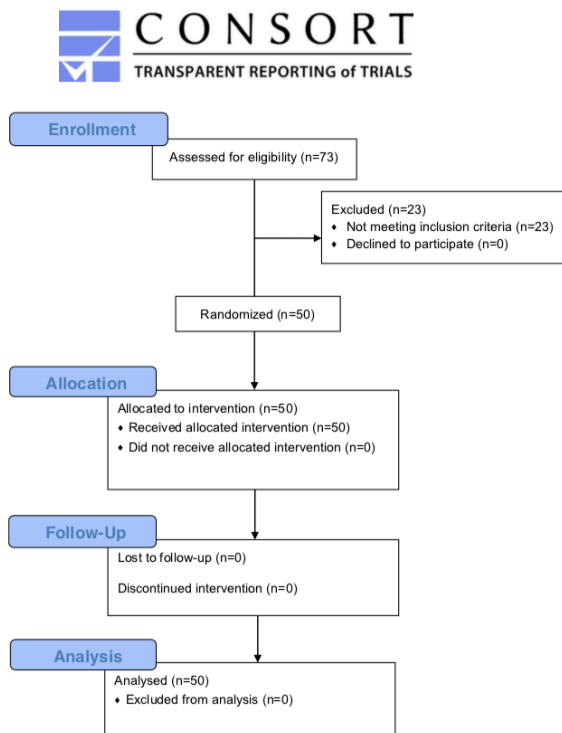 CONSORT
TRANSPARENT REPORTING of TRIALS
Enrollment
Assessed for eligibility (n=73)
Excluded (n=23)
♦ Not meeting inclusion criteria (n=23)
♦ Declined to participate (n=0)
Randomized (n=50)
Allocation
Allocated to intervention (n=50)
♦ Received allocated intervention (n=50)
♦ Did not receive allocated intervention (n=0)
Follow-Up
Lost to follow-up (n=0)
Discontinued intervention (n=0)
Analysis
Analysed (n=50)
♦ Excluded from analysis (n=0)